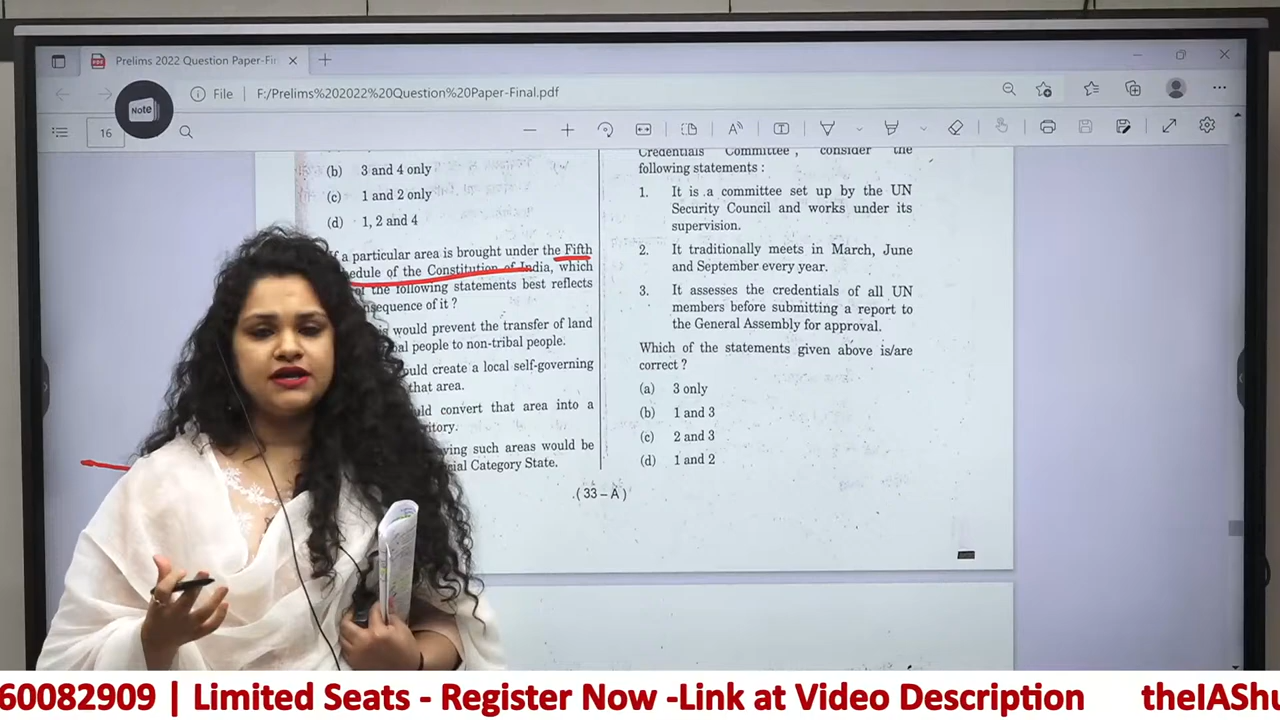 Prelims 2022 Question Paper-Fir
Note
File F:/Prelims%202022%20Question%20Paper-Final.pdf
16
(b) 3 and 4 only
(c) 1 and 2 only
(d) 1, 2 and 4
a particular area is brought under the Fifth
edule of the Constitution of India, which
of the following statements best reflects
nsequence of it ?
is would prevent the transfer of land
bal people to non-tribal people.
ould create a local self-governing
that area.
uld convert that area into a
itory.
ving such areas would be
cial Category State.
Credentials Committee, consider the
following statements :
1. It is a committee set up by the UN
Security Council and works under its
supervision.
2. It traditionally meets in March, June
and September every year.
3. It assesses the credentials of all UN
members before submitting a report to
the General Assembly for approval.
Which of the statements given above is/are
correct ?
(a) 3 only
(b) 1 and 3
(c) 2 and 3
(d) 1 and 2
( 33 – A )
60082909 | Limited Seats - Register Now -Link at Video Description theIAShu